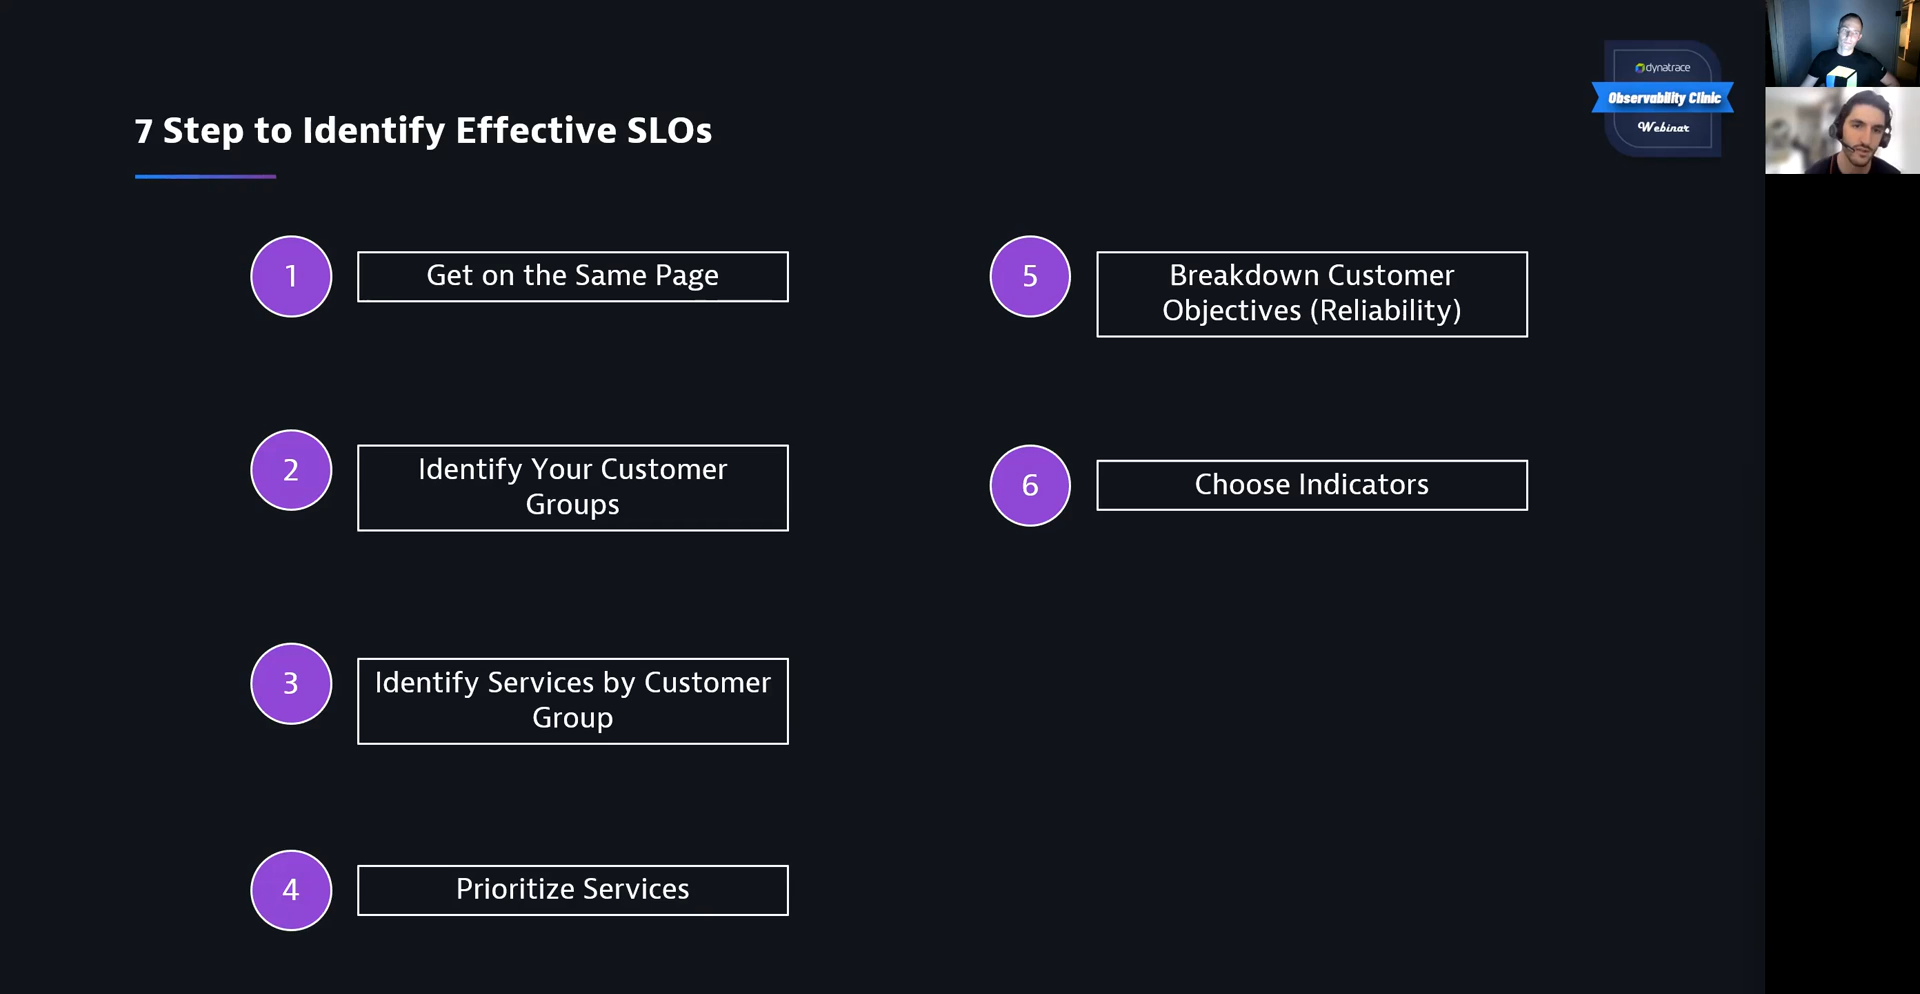 7 Step to Identify Effective SLOs
dynatrace
Observability Clinic
Webinar
1
Get on the Same Page
2
Identify Your Customer
Groups
3
Identify Services by Customer
Group
4
Prioritize Services
5
Breakdown Customer
Objectives (Reliability)
6
Choose Indicators